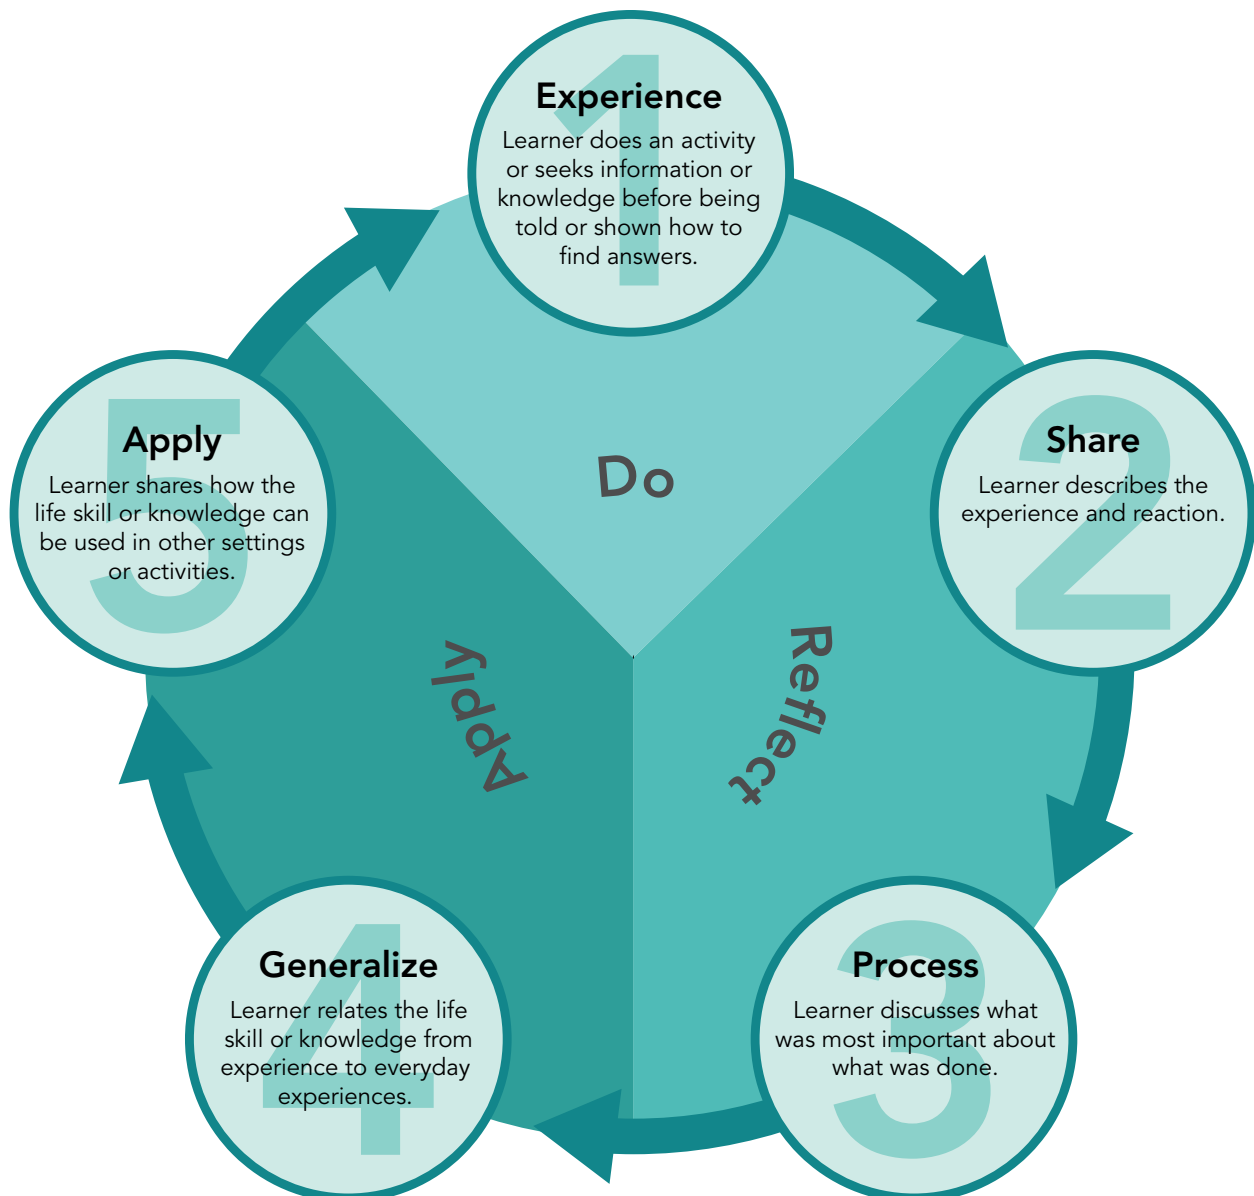 1
Experience
Learner does an activity
or seeks information or
knowledge before being
told or shown how to
find answers.
2
Share
Learner describes the
experience and reaction.
3
Process
Learner discusses what
was most important about
what was done.
4
Generalize
Learner relates the life
skill or knowledge from
experience to everyday
experiences.
5
Apply
Learner shares how the
life skill or knowledge can
be used in other settings
or activities.
Do
Reflect
Apply